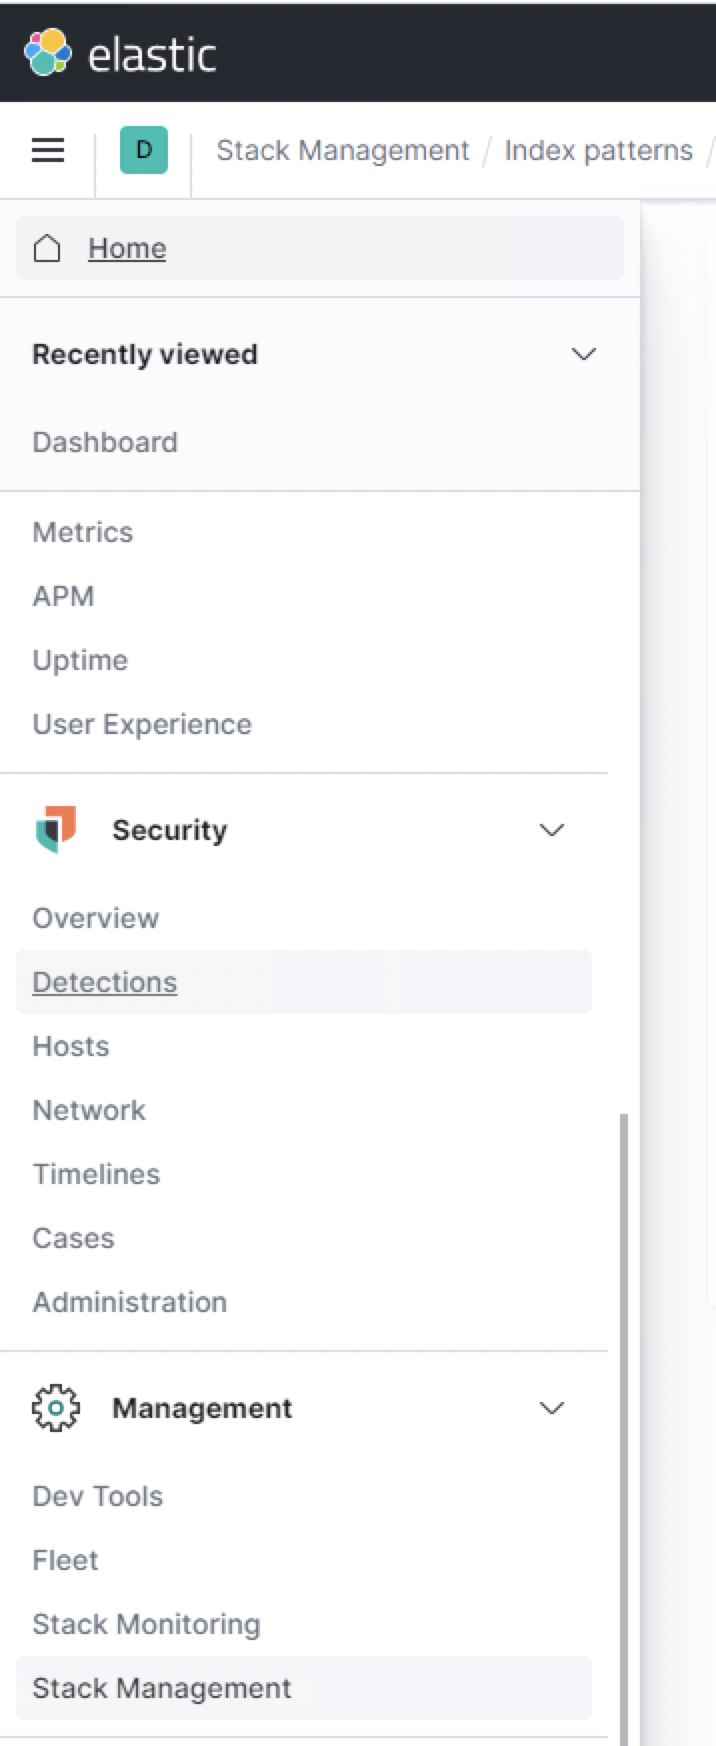 elastic
D Stack Management / Index patterns /
Home
Recently viewed
Dashboard
Metrics
APM
Uptime
User Experience
Security
Overview
Detections
Hosts
Network
Timelines
Cases
Administration
Management
Dev Tools
Fleet
Stack Monitoring
Stack Management